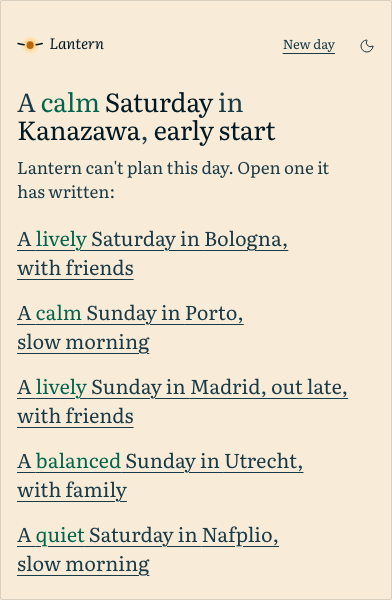 Lantern
New day
A calm Saturday in
Kanazawa, early start
Lantern can't plan this day. Open one it
has written:
A lively Saturday in Bologna,
with friends
A calm Sunday in Porto,
slow morning
A lively Sunday in Madrid, out late,
with friends
A balanced Sunday in Utrecht,
with family
A quiet Saturday in Nafplio,
slow morning